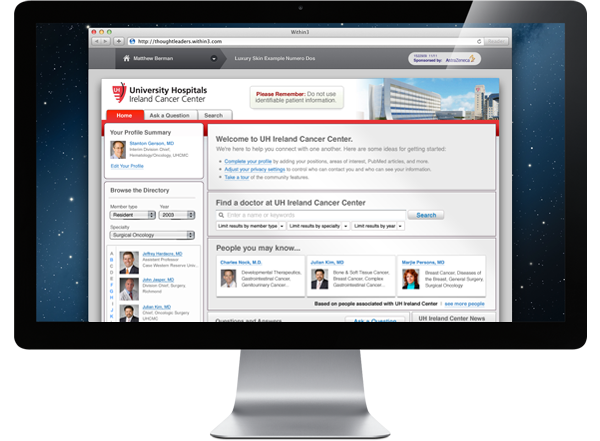 Within3
http://thoughtleaders.within3.com
Matthew Berman
Luxury Skin Example Numero Dos
Sponsored by: AstraZeneca
UH
University Hospitals
Ireland Cancer Center
Please Remember: Do not use
identifiable patient information.
Home
Ask a Question
Search
Your Profile Summary
Stanton Gerson, MD
Interim Division Chief,
Hematology/Oncology, UHCMC
Edit Your Profile
Browse the Directory
Member type
Year
Resident
2003
Specialty
Surgical Oncology
A
B
C
D
E
F
G
H
I
J
Assistant Professor
Case Western Reserve Univ...
John Jasper, MD
Division Chief, Surgery,
Richmond
Julian Kim, MD
Chief, Oncologic Surgery
UHCMC
Welcome to UH Ireland Cancer Center.
We're here to help you connect with one another. Here are some ideas for getting started:
Complete your profile by adding your positions, areas of interest, PubMed articles, and more.
Adjust your privacy settings to control who can contact you and who can see your information.
Take a tour of the community features.
Find a doctor at UH Ireland Cancer Center
Enter a name or keywords
Search
Limit results by member type
Limit results by specialty
Limit results by year
People you may know...
Charles Nock, M.D.
Developmental Therapeutics,
Gastrointestinal Cancer,
Genitourinary Cancer...
Julian Kim, MD
Bone & Soft Tissue Cancer,
Breast Cancer, Complex
Gastrointestinal Cancer...
Marjie Persons, MD
Breast Cancer, Diseases of
the Breast, General Surgery,
Surgical Oncology
Based on people associated with UH Ireland Center
see more people
Questions and Answers
Ask a Question
UH Ireland Cancer News